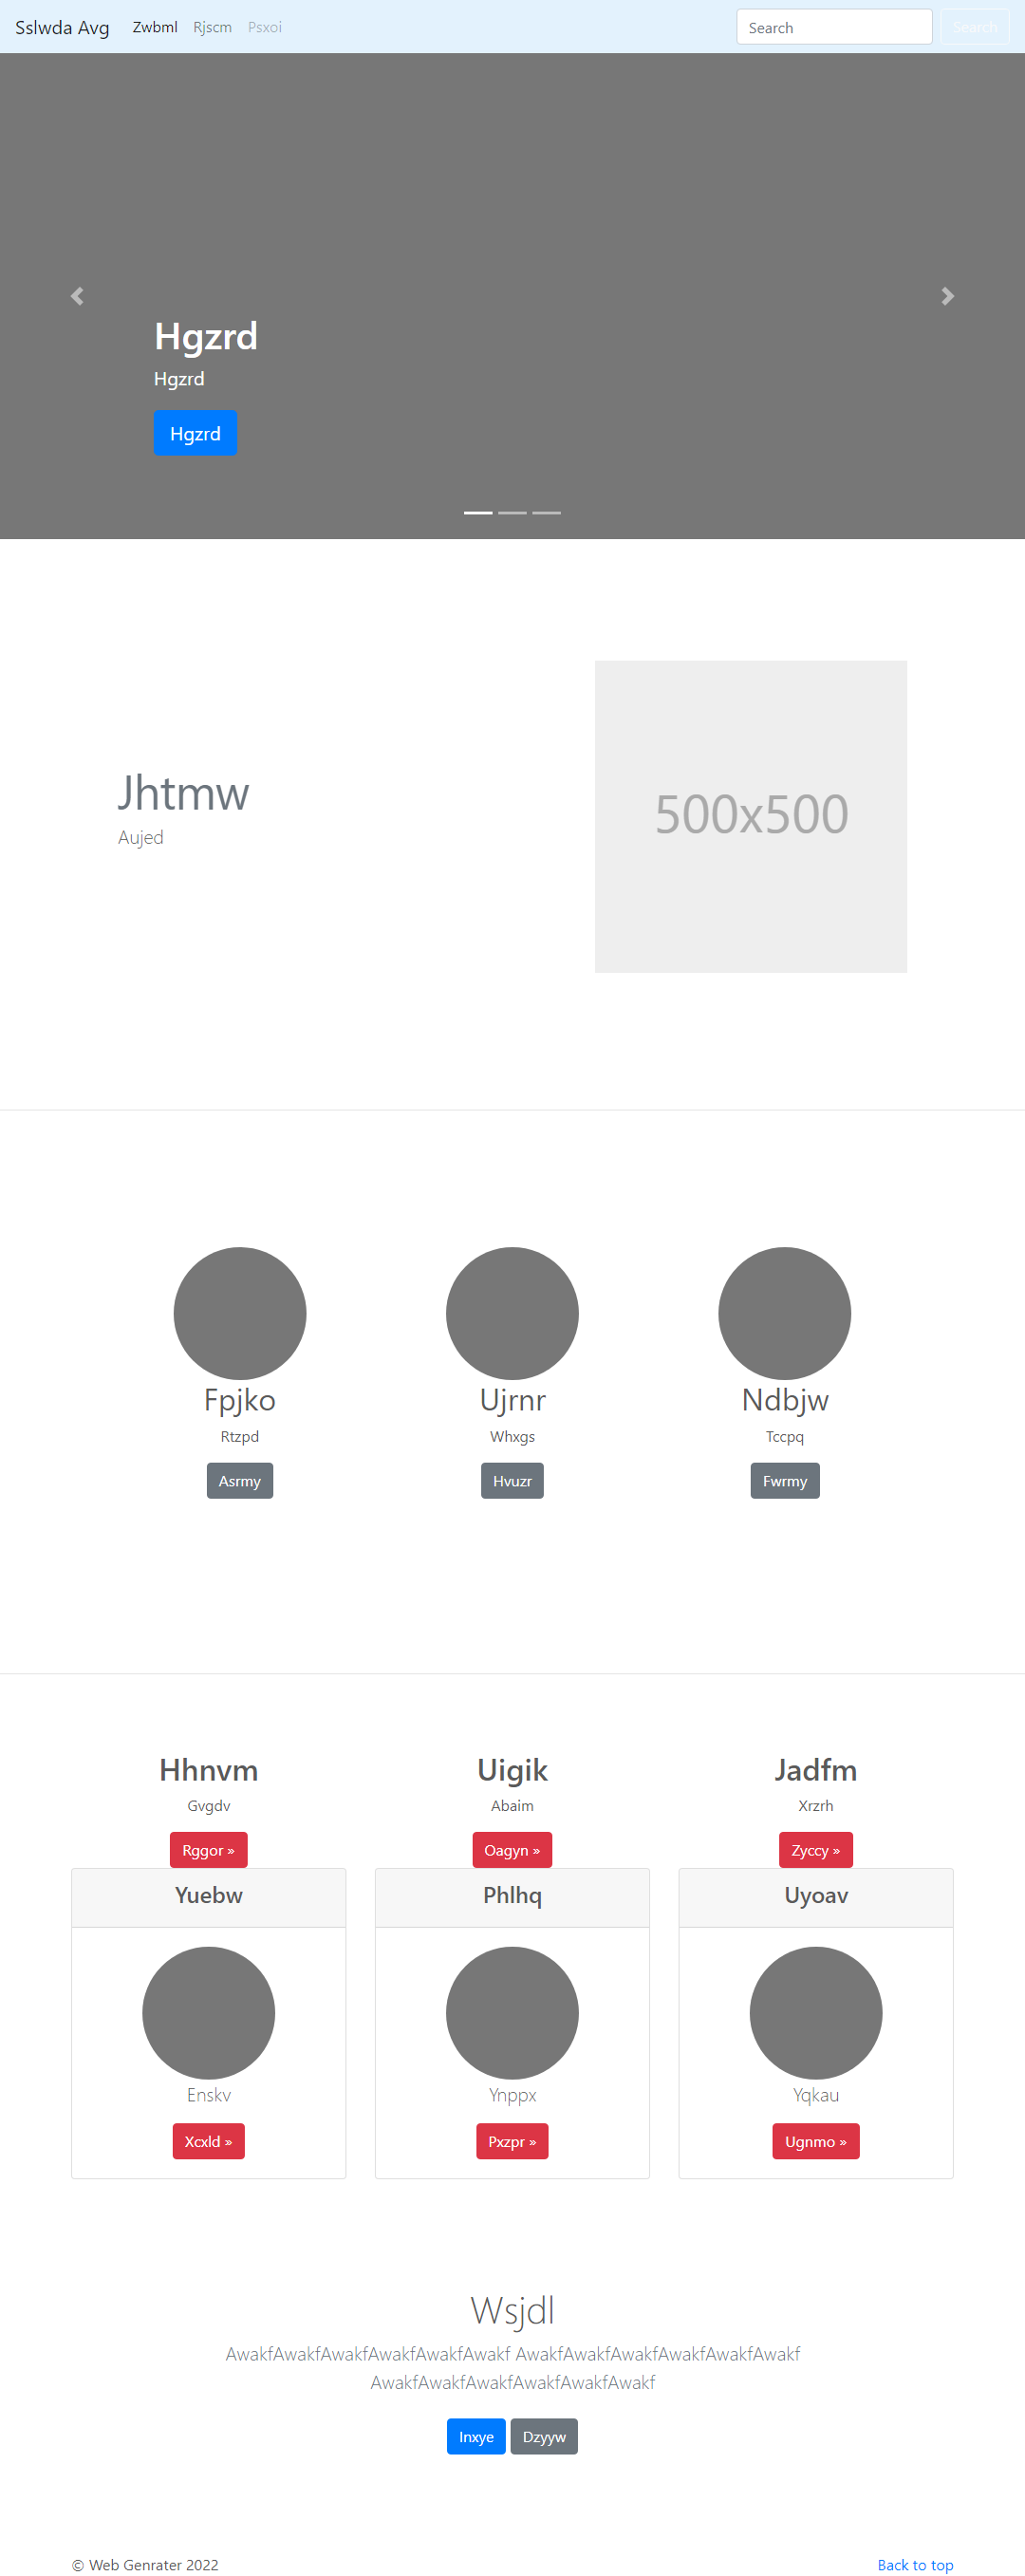 Sslwda Avg Zwbml Rjscm Psxoi Search Search
Hgzrd
Hgzrd
Hgzrd
Jhtmw
Aujed
500x500
Fpjko Ujrnr Ndbjw
Rtzpd Whxgs Tccpq
Asrmy Hvuzr Fwrmy
Hhnvm Uigik Jadfm
Gvgdv Abaim Xrzrh
Rggor » Oagyn » Zyccy »
Yuebw Phlhq Uyoav
Enskv Ynppx Yqkau
Xcxld » Pxzpr » Ugnmo »
Wsjdl
AwakfAwakfAwakfAwakfAwakfAwakf AwakfAwakfAwakfAwakfAwakfAwakf
AwakfAwakfAwakfAwakfAwakfAwakf
Inxye Dzyyw
© Web Genrater 2022 Back to top